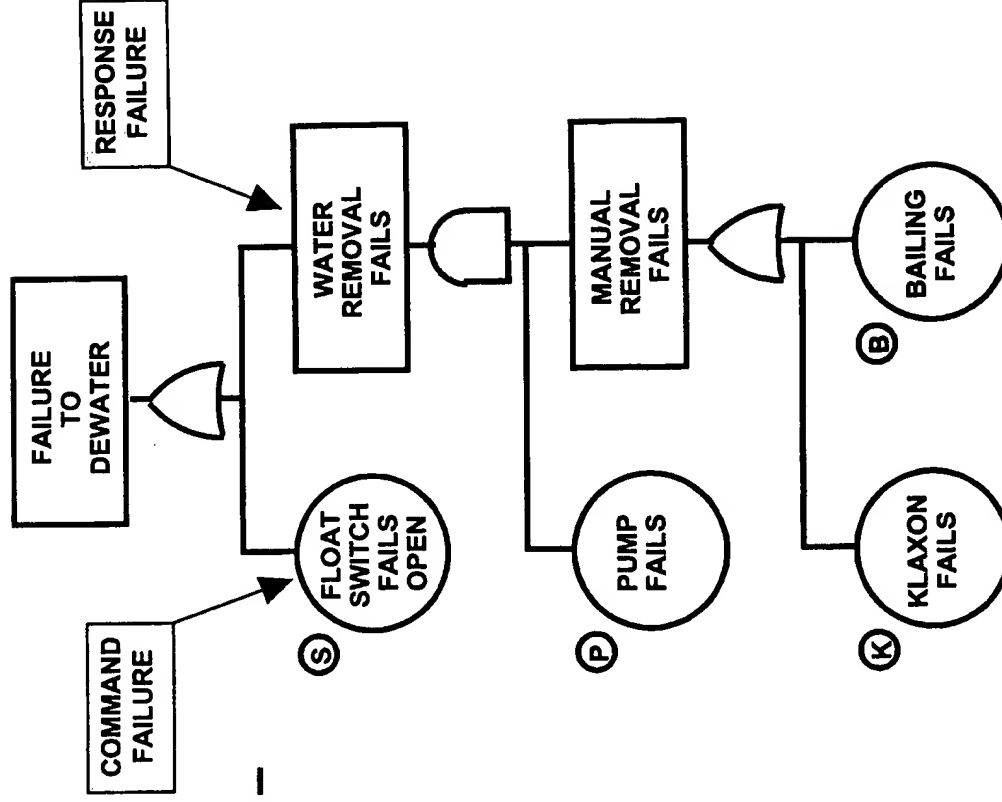 FAILURE
TO
DEWATER
COMMAND
FAILURE
RESPONSE
FAILURE
FLOAT
SWITCH
FAILS
OPEN
S
WATER
REMOVAL
FAILS
PUMP
FAILS
P
MANUAL
REMOVAL
FAILS
KLAXON
FAILS
K
BAILING
FAILS
B